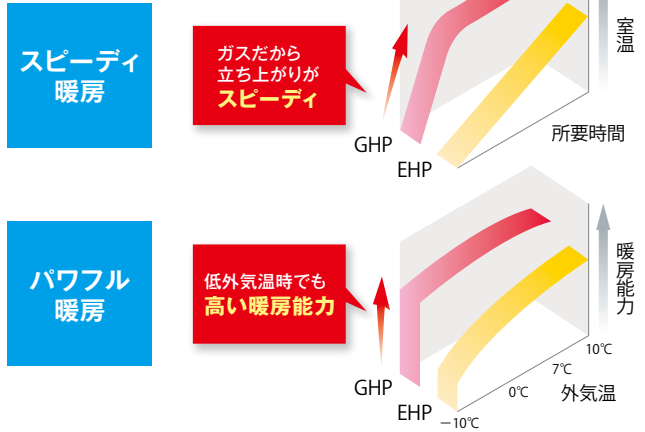 スピーディ
暖房
ガスだから
立ち上がりが
スピーディ
GHP
EHP
室温
所要時間
パワフル
暖房
低外気温時でも
高い暖房能力
GHP
EHP
暖房能力
10℃
7℃
0℃
－10℃
外気温